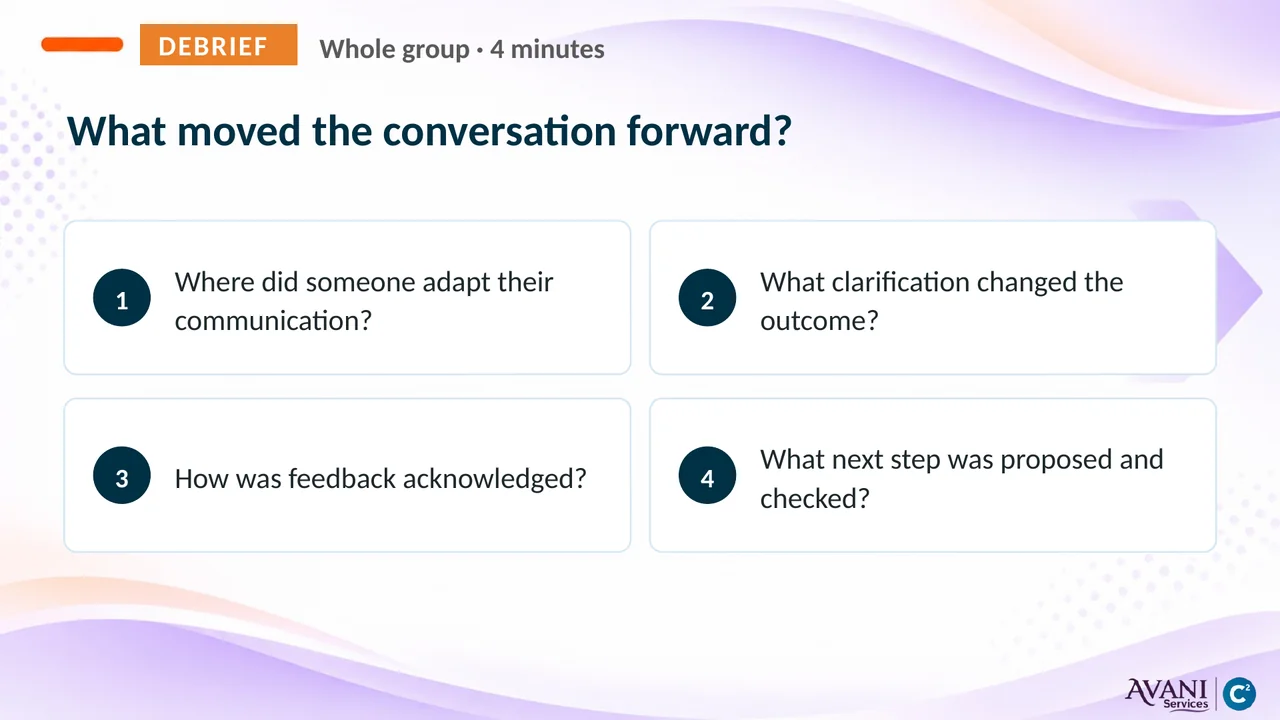 DEBRIEF
Whole group · 4 minutes
What moved the conversation forward?
1
Where did someone adapt their
communication?
2
What clarification changed the
outcome?
3
How was feedback acknowledged?
4
What next step was proposed and
checked?
AVANI
Services
C²